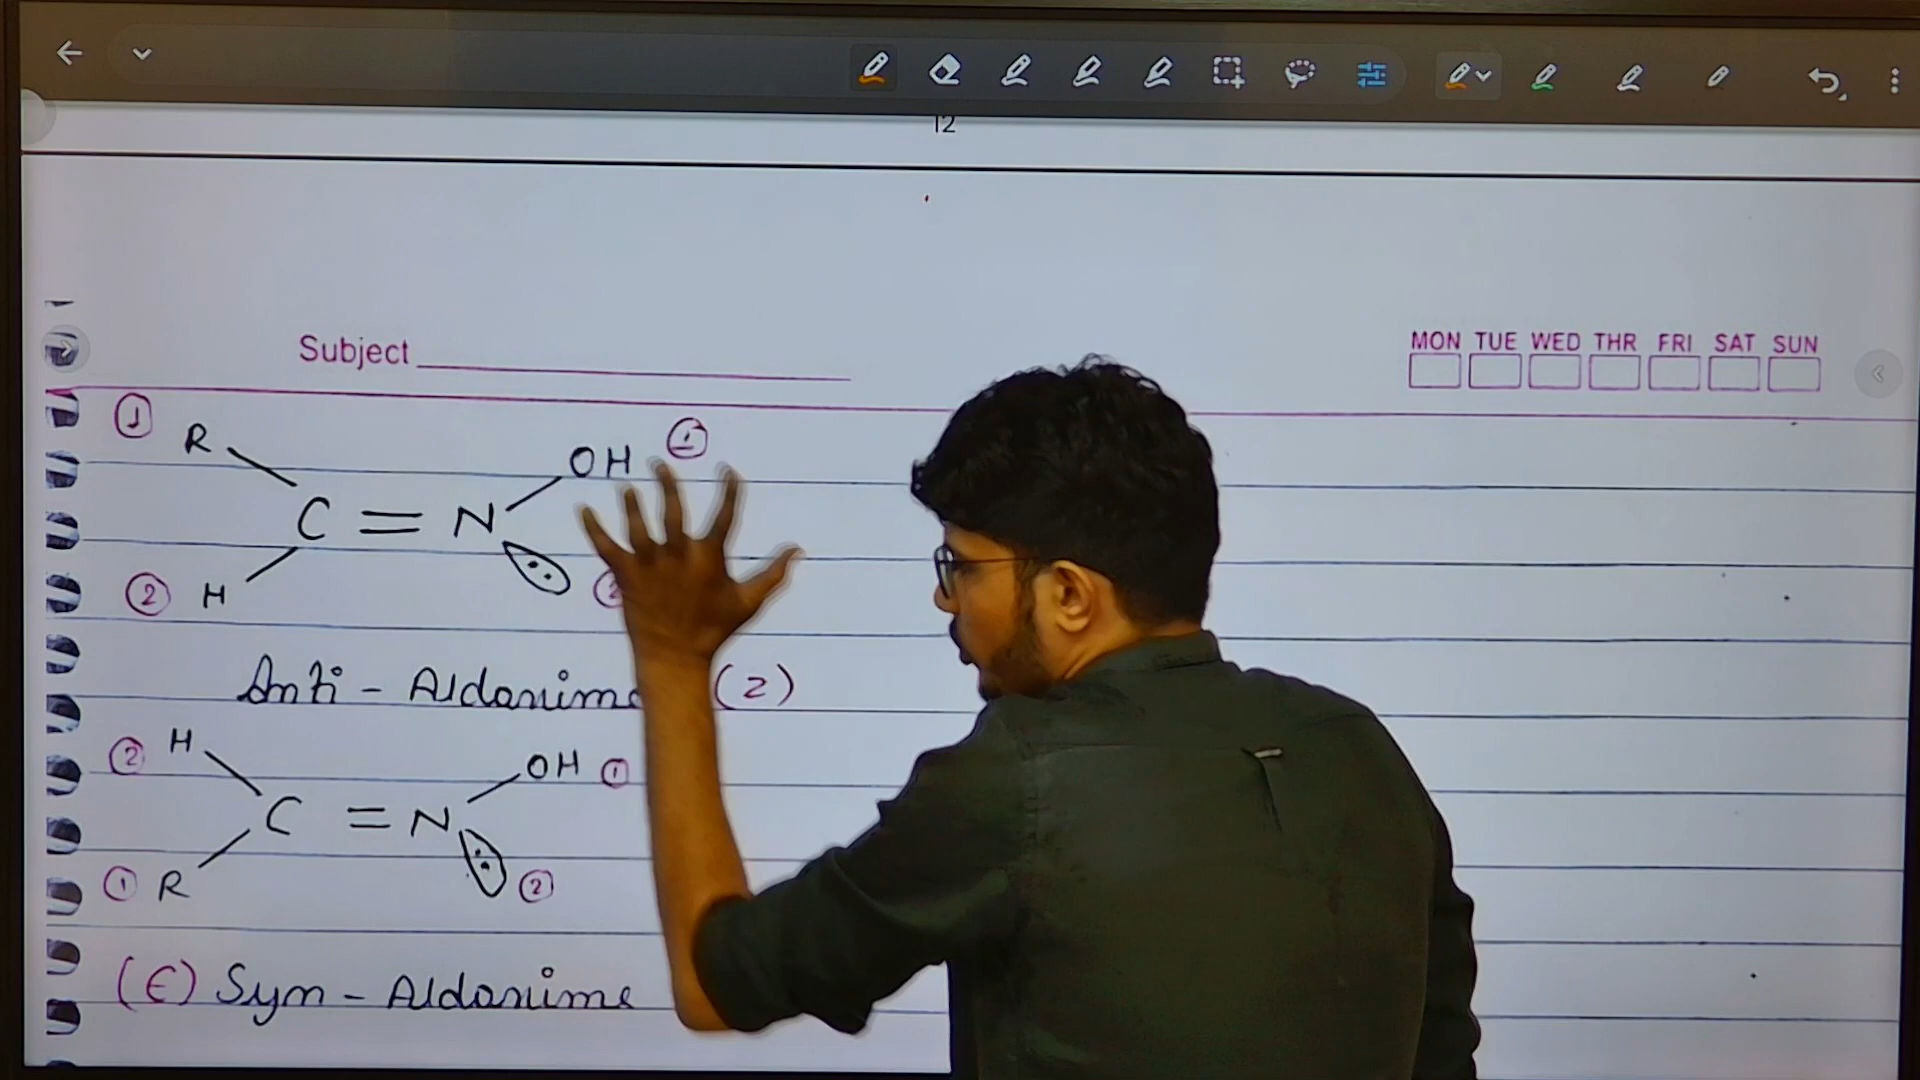 12
Subject
MON TUE WED THR FRI SAT SUN
① R OH ①
C = N
② H
Anti - Aldoxime (Z)
② H OH ①
C = N
① R ②
(E) Syn - Aldoxime